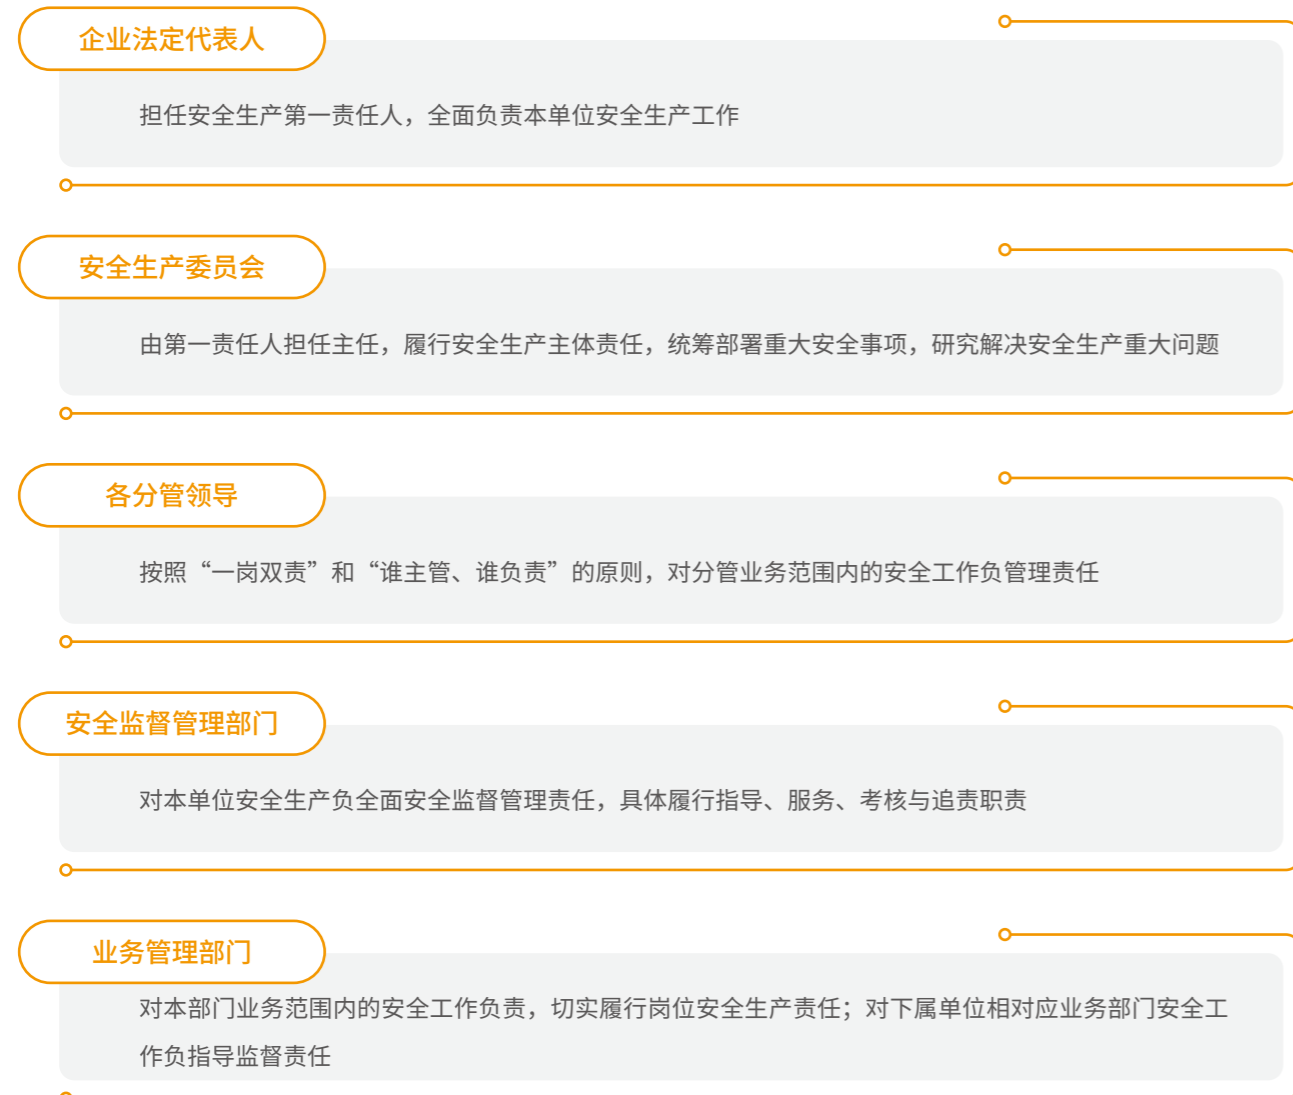 企业法定代表人
担任安全生产第一责任人，全面负责本单位安全生产工作
安全生产委员会
由第一责任人担任主任，履行安全生产主体责任，统筹部署重大安全事项，研究解决安全生产重大问题
各分管领导
按照“一岗双责”和“谁主管、谁负责”的原则，对分管业务范围内的安全工作负管理责任
安全监督管理部门
对本单位安全生产负全面安全监督管理责任，具体履行指导、服务、考核与追责职责
业务管理部门
对本部门业务范围内的安全工作负责，切实履行岗位安全生产责任；对下属单位相对应业务部门安全工
作负指导监督责任